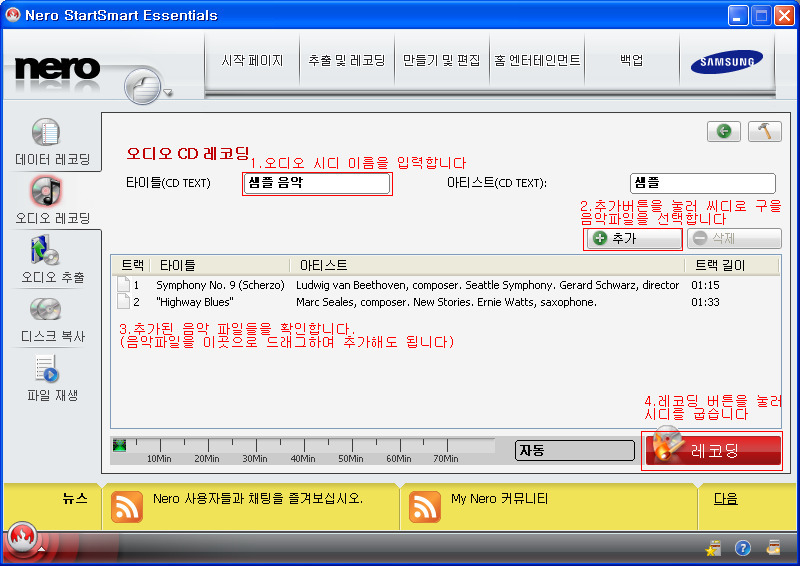 Nero StartSmart Essentials
nero
시작 페이지
추출 및 레코딩
만들기 및 편집
홈 엔터테인먼트
백업
SAMSUNG
데이터 레코딩
오디오 레코딩
오디오 추출
디스크 복사
파일 재생
오디오 CD 레코딩
1.오디오 시디 이름을 입력합니다
타이틀(CD TEXT)
샘플 음악
아티스트(CD TEXT):
샘플
2.추가버튼을 눌러 씨디로 구울
음악파일을 선택합니다
추가
삭제
트랙 타이틀 아티스트 트랙 길이
1 Symphony No. 9 (Scherzo) Ludwig van Beethoven, composer. Seattle Symphony. Gerard Schwarz, director 01:15
2 "Highway Blues" Marc Seales, composer. New Stories. Ernie Watts, saxophone. 01:33
3.추가된 음악 파일들을 확인합니다.
(음악파일을 이곳으로 드래그하여 추가해도 됩니다)
4.레코딩 버튼을 눌러
시디를 굽습니다
10Min 20Min 30Min 40Min 50Min 60Min 70Min
자동
레코딩
뉴스
Nero 사용자들과 채팅을 즐겨보십시오.
My Nero 커뮤니티
다음